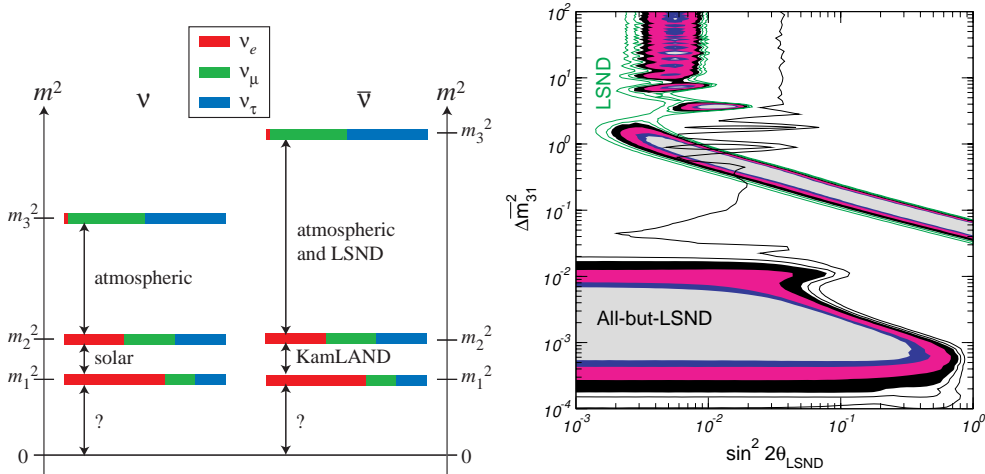 ν_e
ν_μ
ν_τ
m²
ν
ν̄
m²
m₃²
m₃²
atmospheric
atmospheric
and LSND
m₂²
m₂²
solar
KamLAND
m₁²
m₁²
?
?
0
0
LSND
All-but-LSND
Δm̄²₃₁
10²
10¹
10⁰
10⁻¹
10⁻²
10⁻³
10⁻⁴
10⁻³
10⁻²
10⁻¹
10⁰
sin² 2θ_LSND